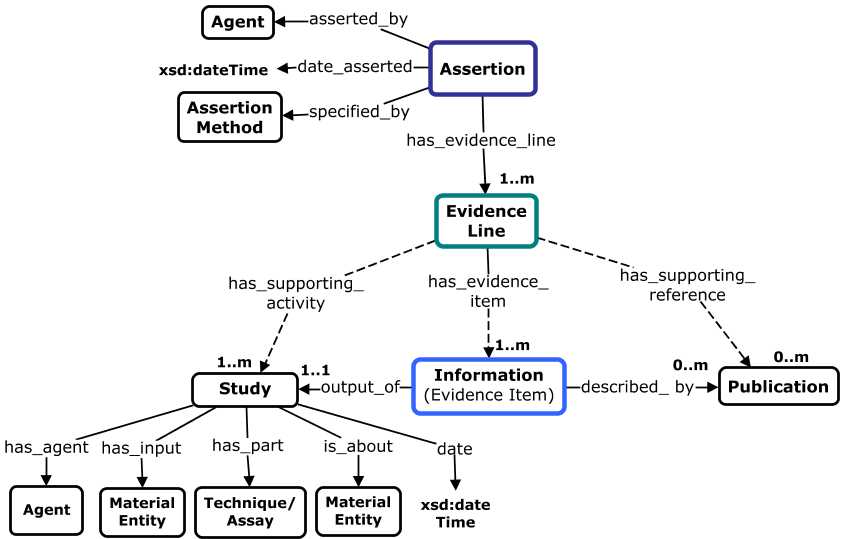 Agent
asserted_by
xsd:dateTime
date_asserted
Assertion
Assertion
Method
specified_by
has_evidence_line
1..m
Evidence
Line
has_supporting_
activity
has_evidence_
item
has_supporting_
reference
1..m
1..1
1..m
0..m
0..m
Study
output_of
Information
(Evidence Item)
described_ by
Publication
has_agent
has_input
has_part
is_about
date
Agent
Material
Entity
Technique/
Assay
Material
Entity
xsd:date
Time